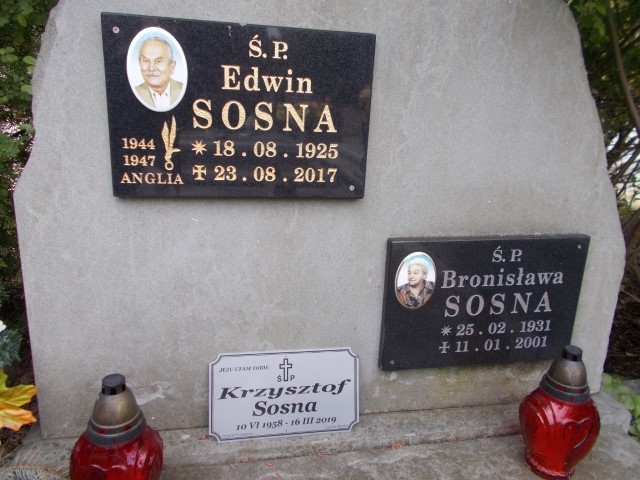 Ś. P.
Edwin
SOSNA
1944
1947
ANGLIA
* 18 . 08 . 1925
✝ 23 . 08 . 2017
Ś. P.
Bronisława
SOSNA
* 25 . 02 . 1931
✝ 11 . 01 . 2001
JEZU UFAM TOBIE
Ś P
Krzysztof
Sosna
10 VI 1958 - 16 III 2019